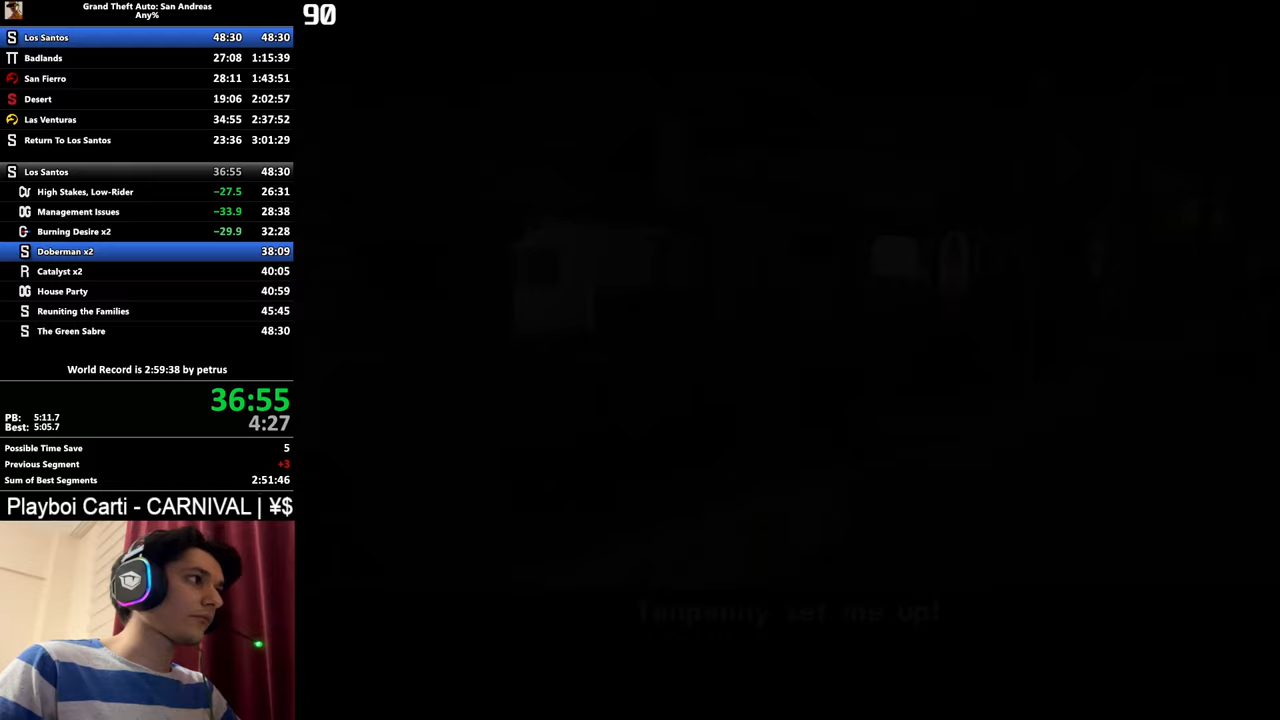 Grand Theft Auto: San Andreas
Any%
90
S Los Santos 48:30 48:30
Badlands 27:08 1:15:39
San Fierro 28:11 1:43:51
S Desert 19:06 2:02:57
Las Venturas 34:55 2:37:52
S Return To Los Santos 23:36 3:01:29
S Los Santos 36:55 48:30
High Stakes, Low-Rider −27.5 26:31
OG Management Issues −33.9 28:38
Burning Desire x2 −29.9 32:28
S Doberman x2 38:09
R Catalyst x2 40:05
OG House Party 40:59
S Reuniting the Families 45:45
S The Green Sabre 48:30
World Record is 2:59:38 by petrus
36:55
PB: 5:11.7
Best: 5:05.7
4:27
Possible Time Save 5
Previous Segment +3
Sum of Best Segments 2:51:46
Playboi Carti - CARNIVAL | ¥$
Tenpenny set me up!